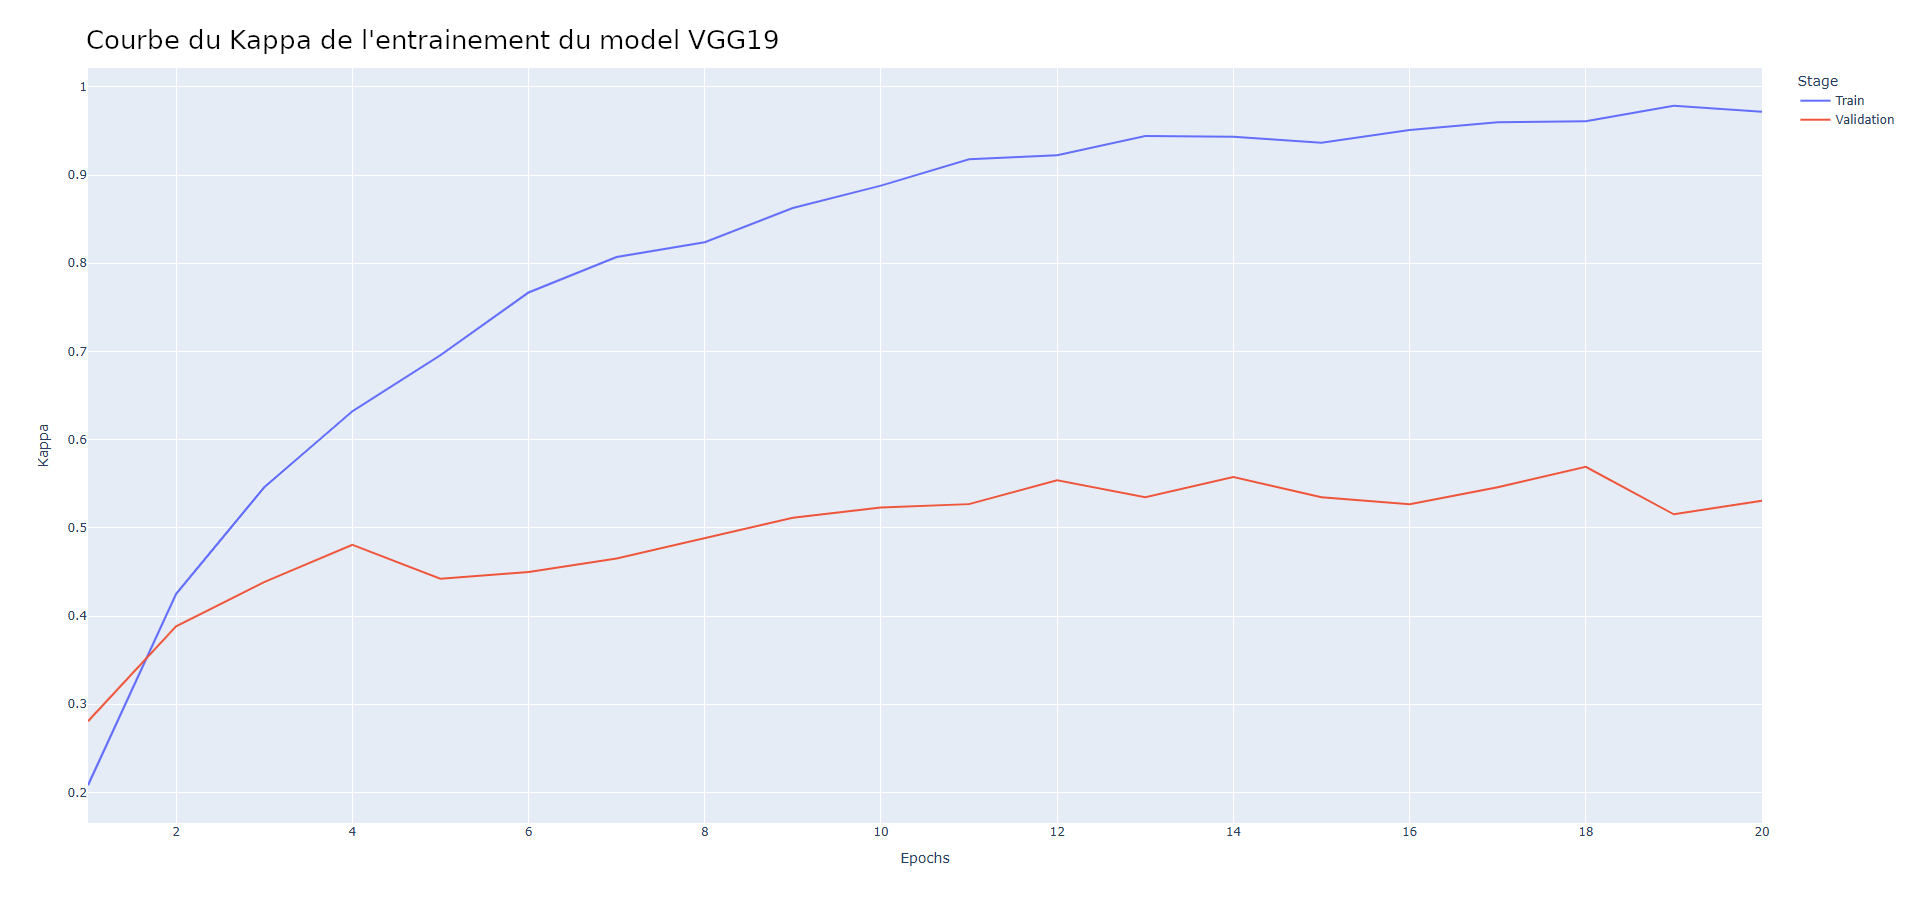 Courbe du Kappa de l'entrainement du model VGG19
Stage
Train
Validation
1
0.9
0.8
0.7
0.6
0.5
0.4
0.3
0.2
Kappa
2 4 6 8 10 12 14 16 18 20
Epochs